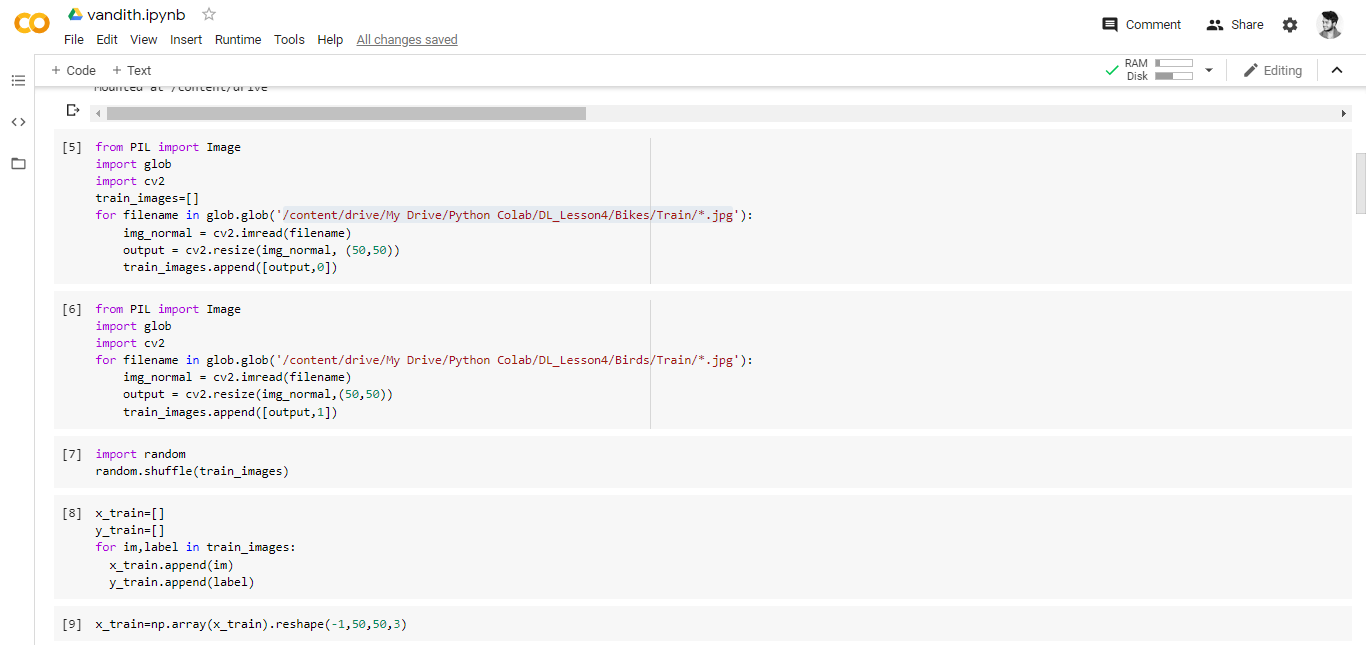 vandith.ipynb
File Edit View Insert Runtime Tools Help All changes saved
Comment Share
+ Code + Text
RAM
Disk
Editing
Mounted at /content/drive
[5] from PIL import Image
import glob
import cv2
train_images=[]
for filename in glob.glob('/content/drive/My Drive/Python Colab/DL_Lesson4/Bikes/Train/*.jpg'):
    img_normal = cv2.imread(filename)
    output = cv2.resize(img_normal, (50,50))
    train_images.append([output,0])
[6] from PIL import Image
import glob
import cv2
for filename in glob.glob('/content/drive/My Drive/Python Colab/DL_Lesson4/Birds/Train/*.jpg'):
    img_normal = cv2.imread(filename)
    output = cv2.resize(img_normal,(50,50))
    train_images.append([output,1])
[7] import random
random.shuffle(train_images)
[8] x_train=[]
y_train=[]
for im,label in train_images:
  x_train.append(im)
  y_train.append(label)
[9] x_train=np.array(x_train).reshape(-1,50,50,3)